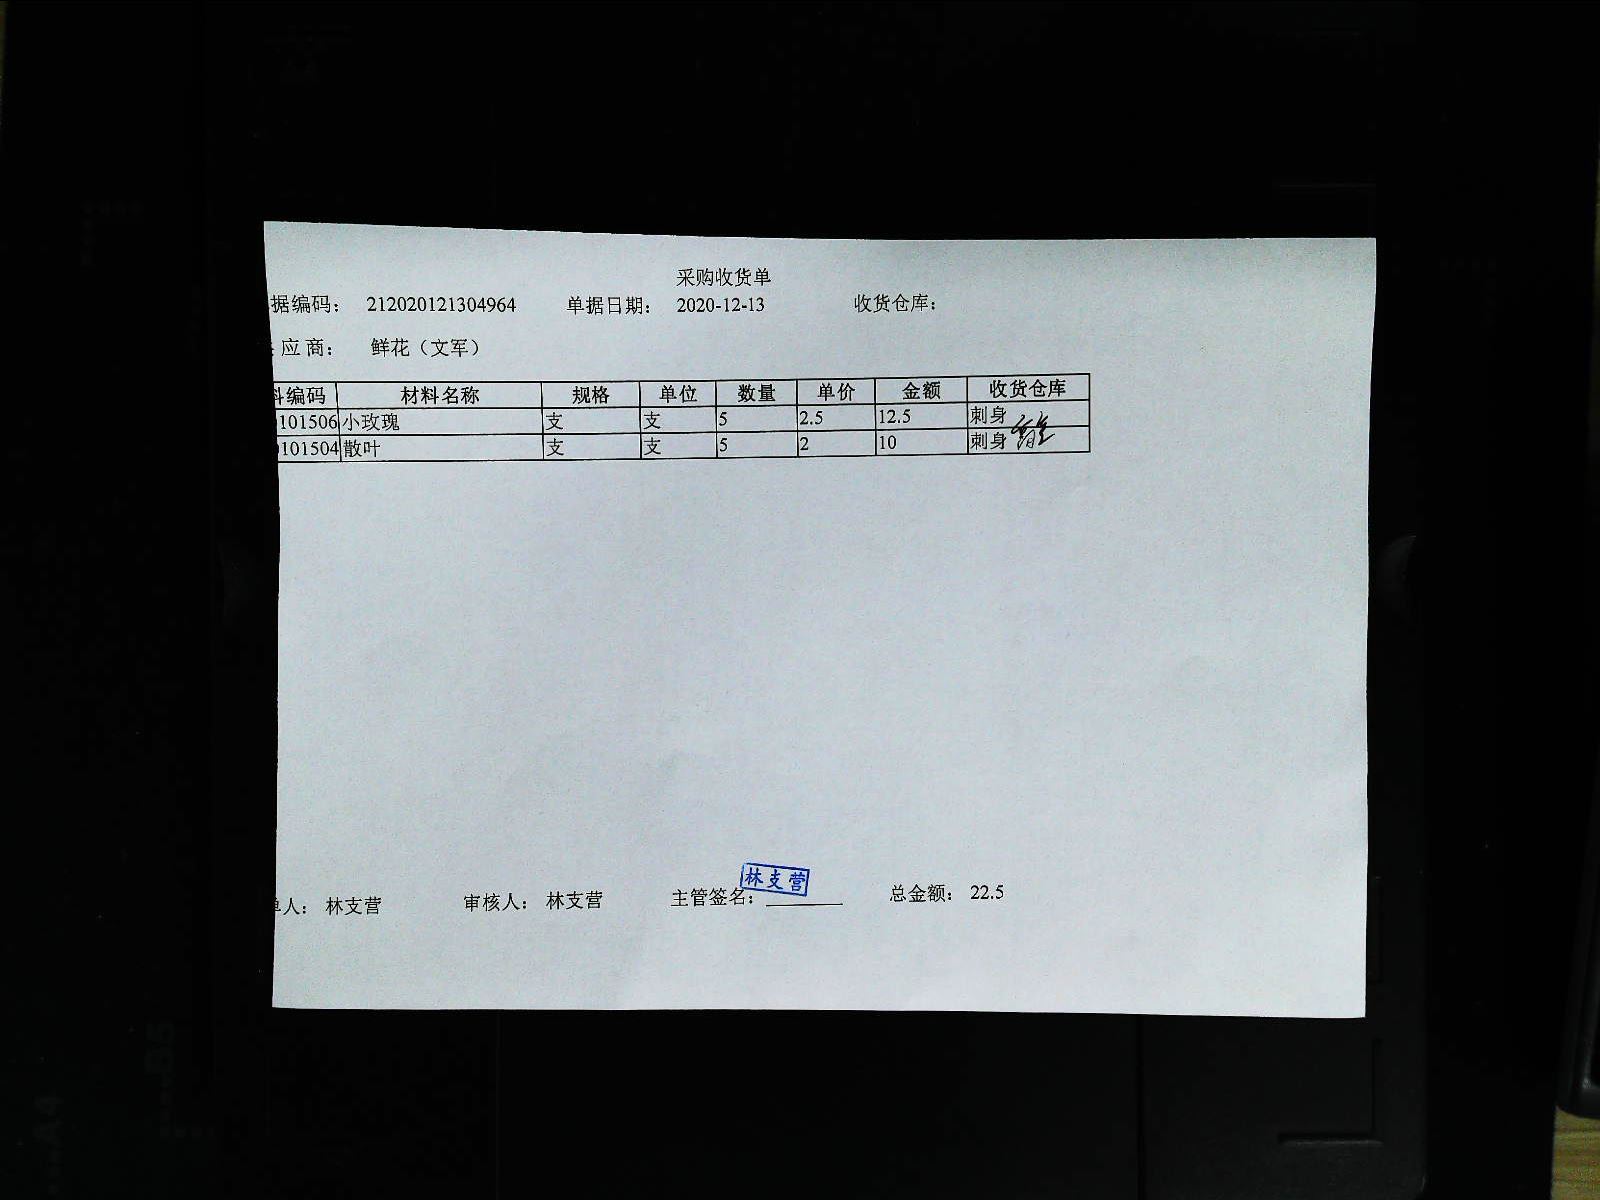 采购收货单
据编码： 212020121304964 单据日期： 2020-12-13 收货仓库：
应 商： 鲜花（文军）
料编码 材料名称 规格 单位 数量 单价 金额 收货仓库
101506 小玫瑰 支 支 5 2.5 12.5 刺身
101504 散叶 支 支 5 2 10 刺身
林支营
单人： 林支营 审核人： 林支营 主管签名： 总金额： 22.5
B5
A4